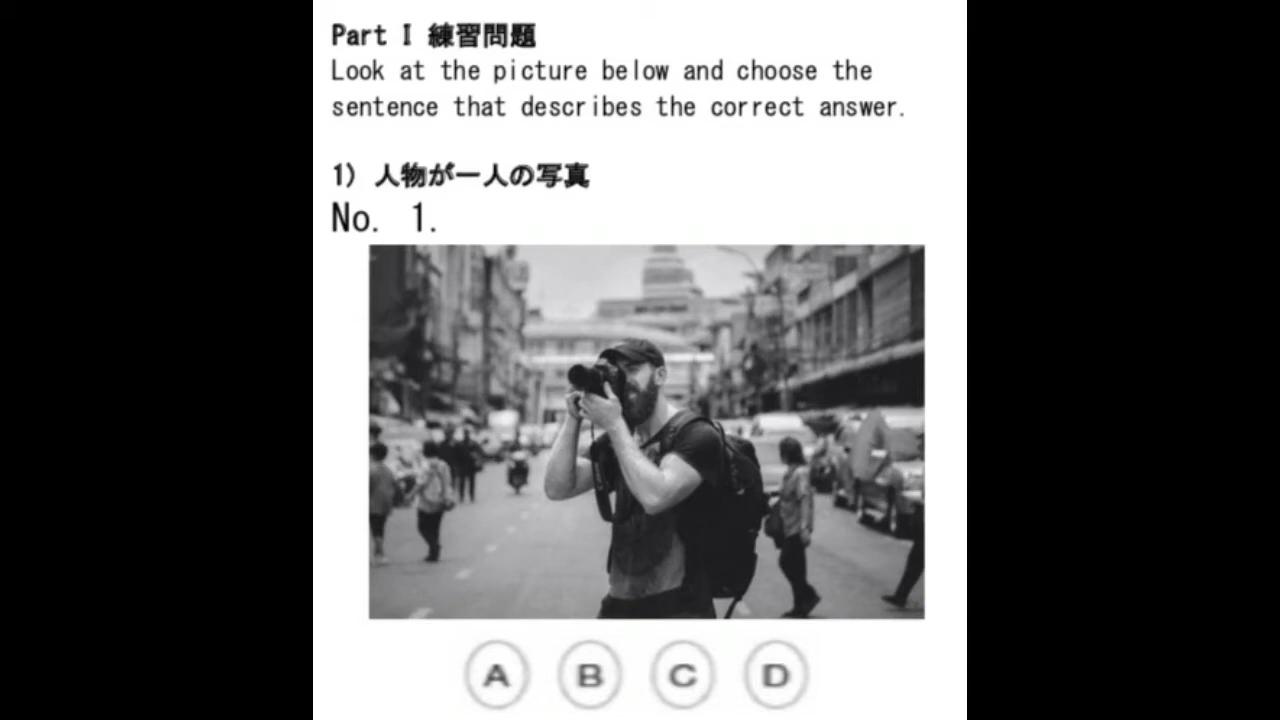 Part Ⅰ 練習問題
Look at the picture below and choose the
sentence that describes the correct answer.
1) 人物が一人の写真
No. 1.
A B C D